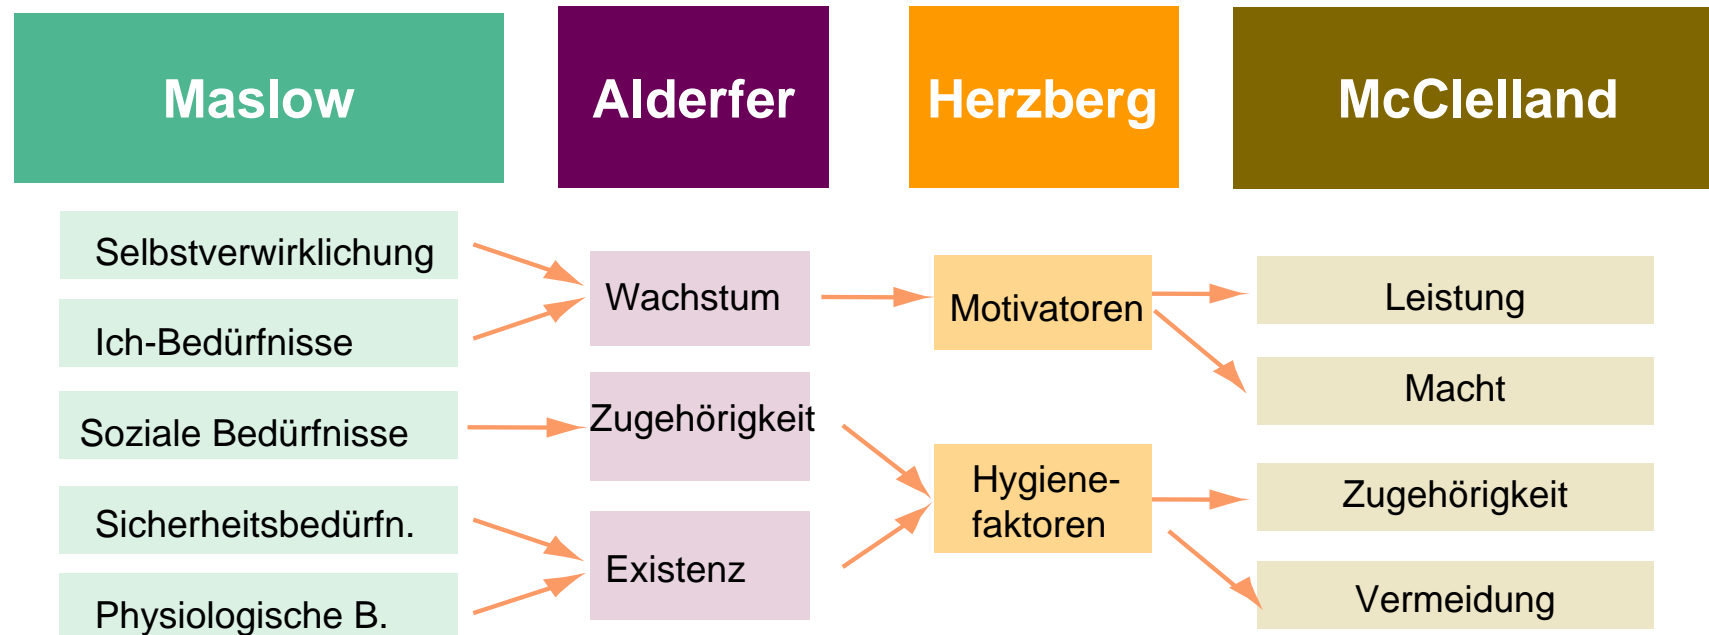 Maslow
Alderfer
Herzberg
McClelland
Selbstverwirklichung
Ich-Bedürfnisse
Soziale Bedürfnisse
Sicherheitsbedürfn.
Physiologische B.
Wachstum
Zugehörigkeit
Existenz
Motivatoren
Hygiene-
faktoren
Leistung
Macht
Zugehörigkeit
Vermeidung